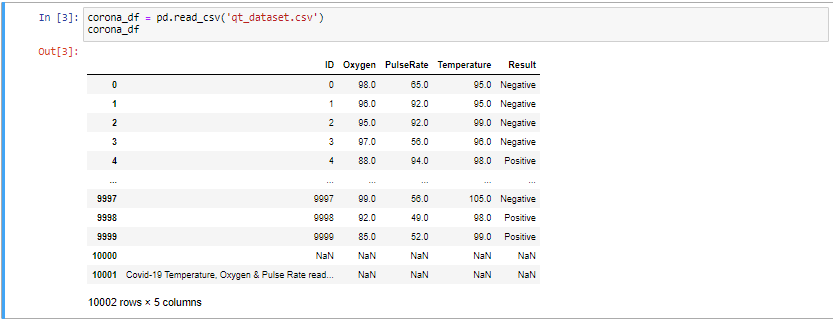 In [3]: corona_df = pd.read_csv('qt_dataset.csv')
corona_df
Out[3]:
ID Oxygen PulseRate Temperature Result
0 0 98.0 65.0 95.0 Negative
1 1 96.0 92.0 95.0 Negative
2 2 95.0 92.0 99.0 Negative
3 3 97.0 56.0 96.0 Negative
4 4 88.0 94.0 98.0 Positive
... ... ... ... ... ...
9997 9997 99.0 56.0 105.0 Negative
9998 9998 92.0 49.0 98.0 Positive
9999 9999 85.0 52.0 99.0 Positive
10000 NaN NaN NaN NaN NaN
10001 Covid-19 Temperature, Oxygen & Pulse Rate read... NaN NaN NaN NaN
10002 rows × 5 columns